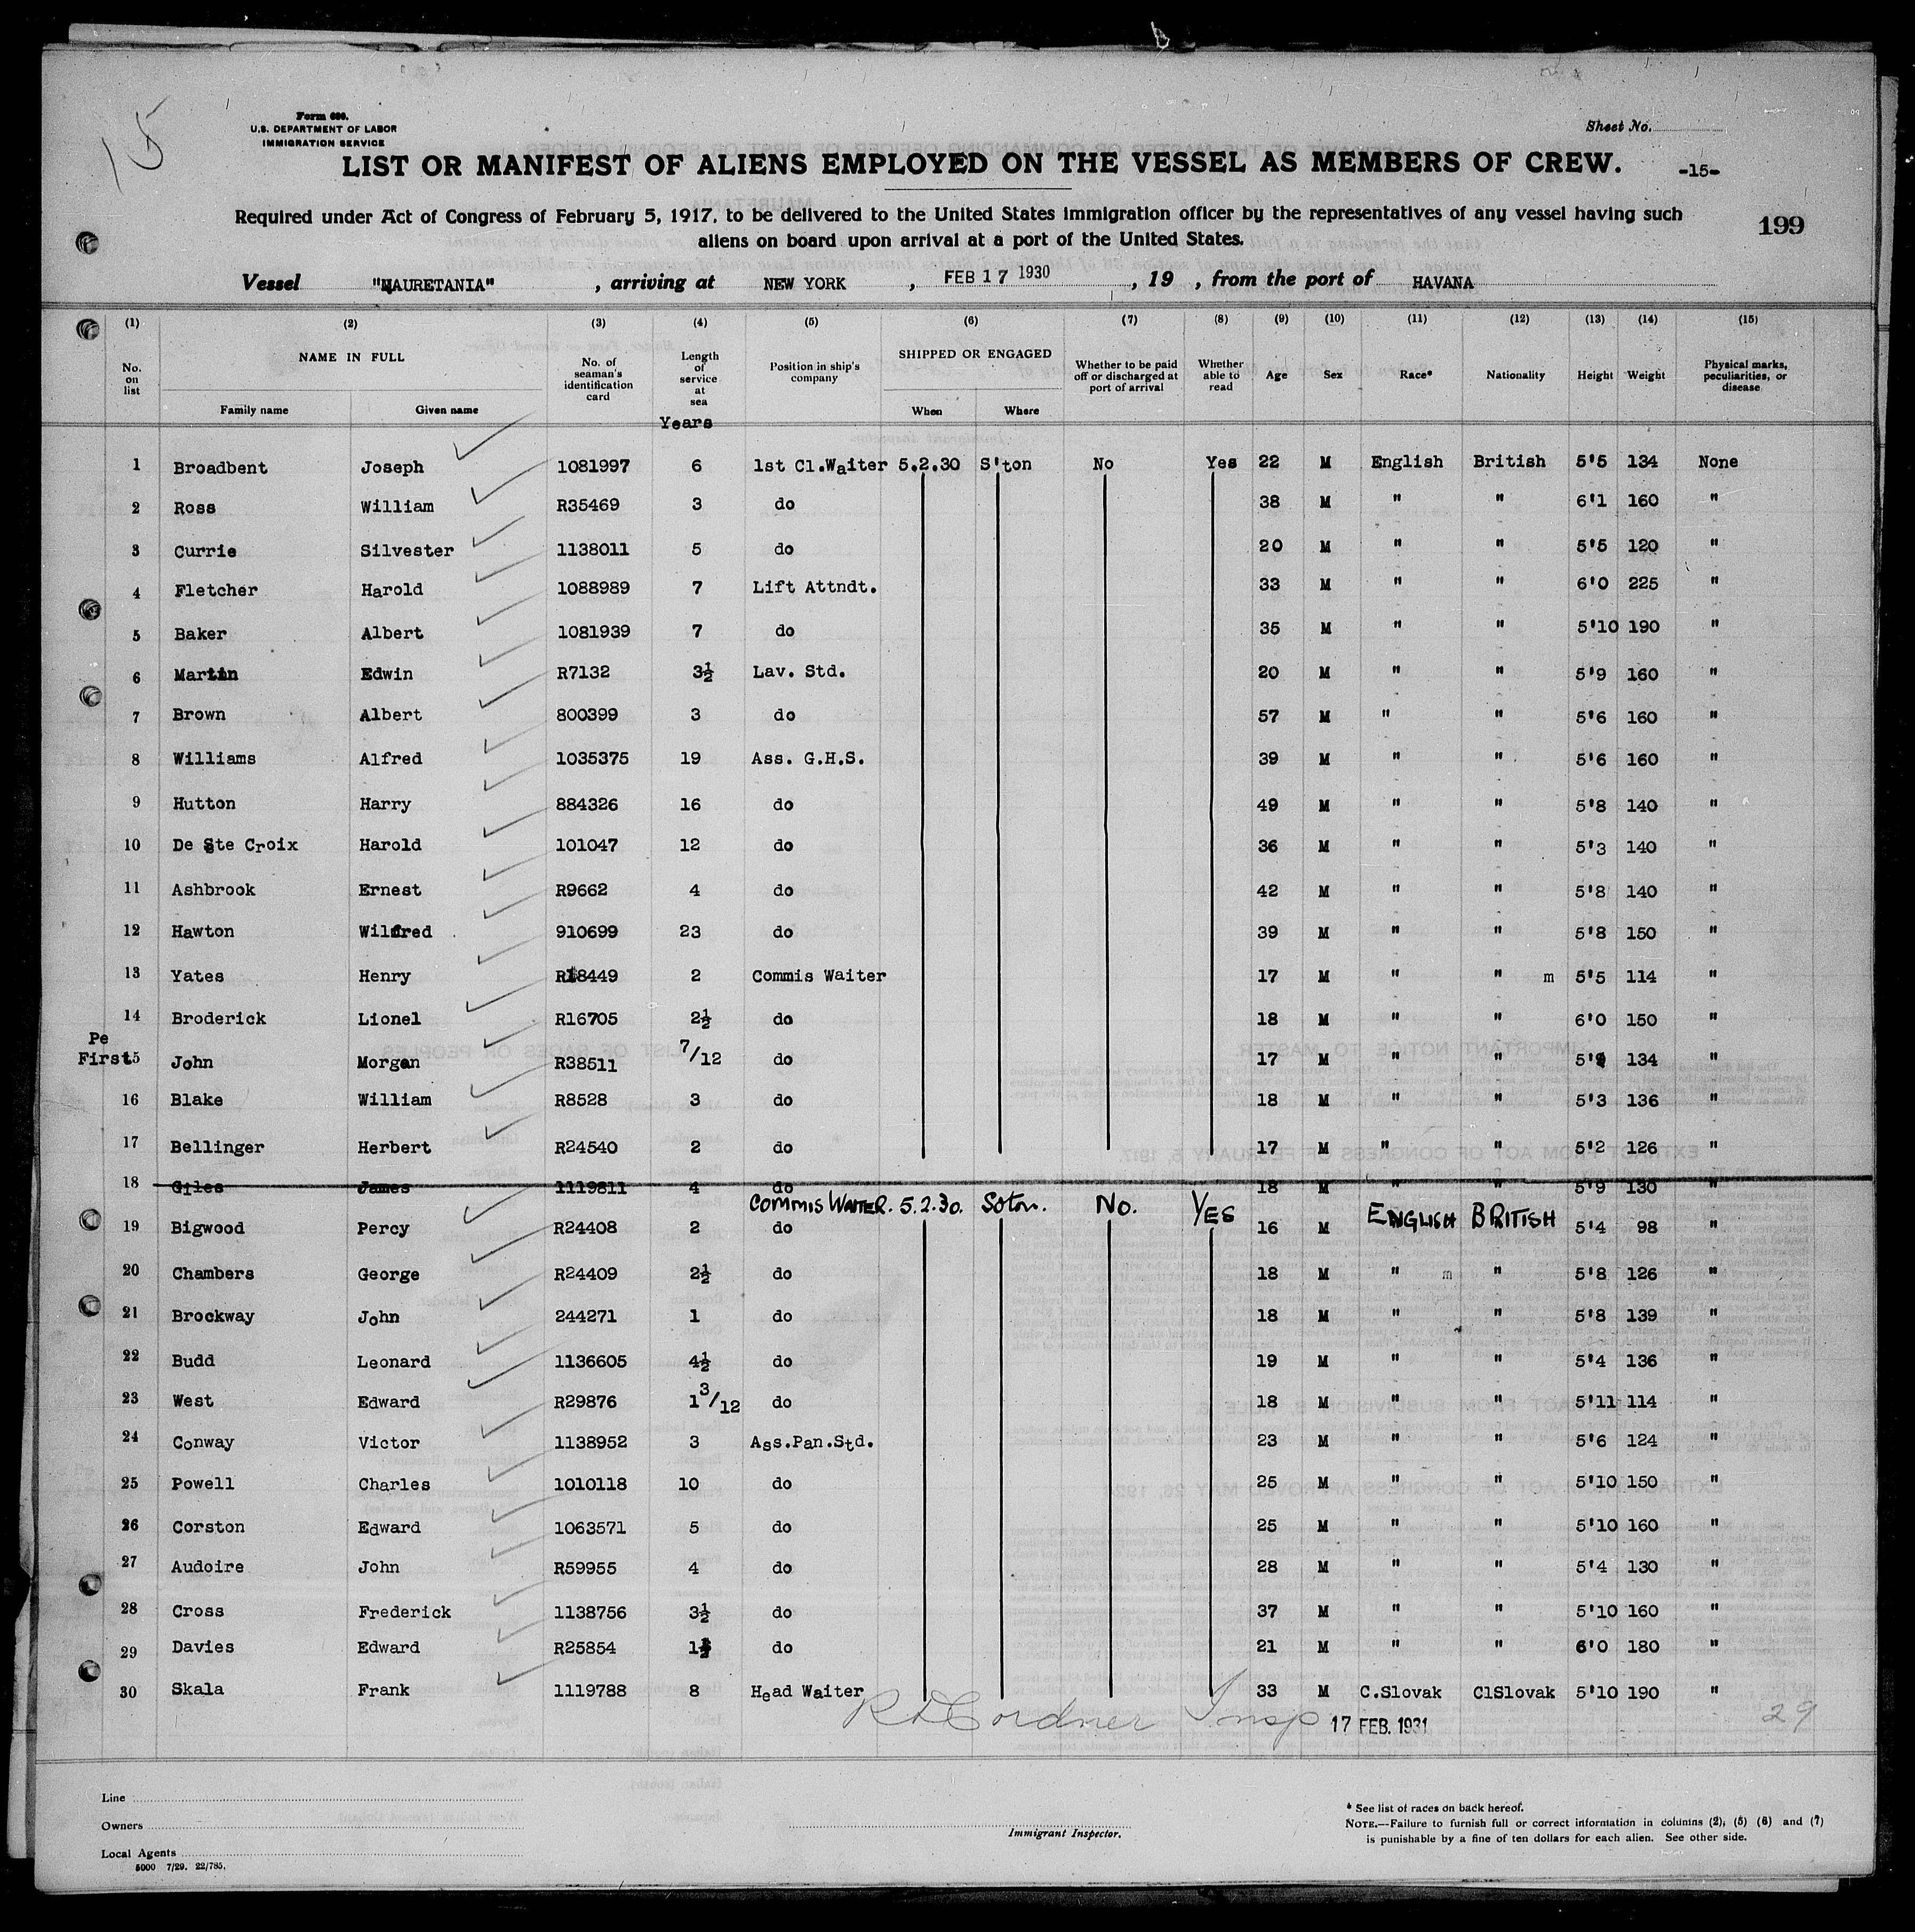 15
Form 680.
U.S. DEPARTMENT OF LABOR
IMMIGRATION SERVICE
Sheet No.
LIST OR MANIFEST OF ALIENS EMPLOYED ON THE VESSEL AS MEMBERS OF CREW. -15-
Required under Act of Congress of February 5, 1917, to be delivered to the United States immigration officer by the representatives of any vessel having such
aliens on board upon arrival at a port of the United States.
199
Vessel "MAURETANIA", arriving at NEW YORK, FEB 17 1930, 19 , from the port of HAVANA
(1) (2) (3) (4) (5) (6) (7) (8) (9) (10) (11) (12) (13) (14) (15)
No. on list NAME IN FULL Family name Given name No. of seaman's identification card Length of service at sea Years Position in ship's company SHIPPED OR ENGAGED When Where Whether to be paid off or discharged at port of arrival Whether able to read Age Sex Race* Nationality Height Weight Physical marks, peculiarities, or disease
1 Broadbent Joseph 1081997 6 1st Cl.Waiter 5.2.30 S'ton No Yes 22 M English British 5'5 134 None
2 Ross William R35469 3 do 38 M " " 6'1 160 "
3 Currie Silvester 1138011 5 do 20 M " " 5'5 120 "
4 Fletcher Harold 1088989 7 Lift Attndt. 33 M " " 6'0 225 "
5 Baker Albert 1081939 7 do 35 M " " 5'10 190 "
6 Martin Edwin R7132 3½ Lav. Std. 20 M " " 5'9 160 "
7 Brown Albert 800399 3 do 57 M " " 5'6 160 "
8 Williams Alfred 1035375 19 Ass. G.H.S. 39 M " " 5'6 160 "
9 Hutton Harry 884326 16 do 49 M " " 5'8 140 "
10 De Ste Croix Harold 101047 12 do 36 M " " 5'3 140 "
11 Ashbrook Ernest R9662 4 do 42 M " " 5'8 140 "
12 Hawton Wilfred 910699 23 do 39 M " " 5'8 150 "
13 Yates Henry R18449 2 Commis Waiter 17 M " " m 5'5 114 "
14 Broderick Lionel R16705 2½ do 18 M " " 6'0 150 "
Pe
First 5 John Morgan R38511 7/12 do 17 M " " 5'9 134 "
16 Blake William R8528 3 do 18 M " " 5'3 136 "
17 Bellinger Herbert R24540 2 do 17 M " " 5'2 126 "
18 Giles James 1119811 4 do 18 M " " 5'9 130 "
COMMIS WAITER. 5.2.30. Soton. No. YES ENGLISH BRITISH
19 Bigwood Percy R24408 2 do 16 M 5'4 98 "
20 Chambers George R24409 2½ do 18 M " m " 5'8 126 "
21 Brockway John 244271 1 do 18 M " " 5'8 139 "
22 Budd Leonard 1136605 4½ do 19 M " " 5'4 136 "
23 West Edward R29876 1 3/12 do 18 M " " 5'11 114 "
24 Conway Victor 1138952 3 Ass.Pan.Std. 23 M " " 5'6 124 "
25 Powell Charles 1010118 10 do 25 M " " 5'10 150 "
26 Corston Edward 1063571 5 do 25 M " " 5'10 160 "
27 Audoire John R59955 4 do 28 M " " 5'4 130 "
28 Cross Frederick 1138756 3½ do 37 M " " 5'10 160 "
29 Davies Edward R25854 1½ do 21 M " " 6'0 180 "
30 Skala Frank 1119788 8 Head Waiter 33 M C.Slovak ClSlovak 5'10 190 "
Insp 17 FEB. 1931 29
Line
Owners
Local Agents
5000 7/29. 22/785.
Immigrant Inspector.
* See list of races on back hereof.
NOTE.—Failure to furnish full or correct information in columns (2), (5) (6) and (7)
is punishable by a fine of ten dollars for each alien. See other side.